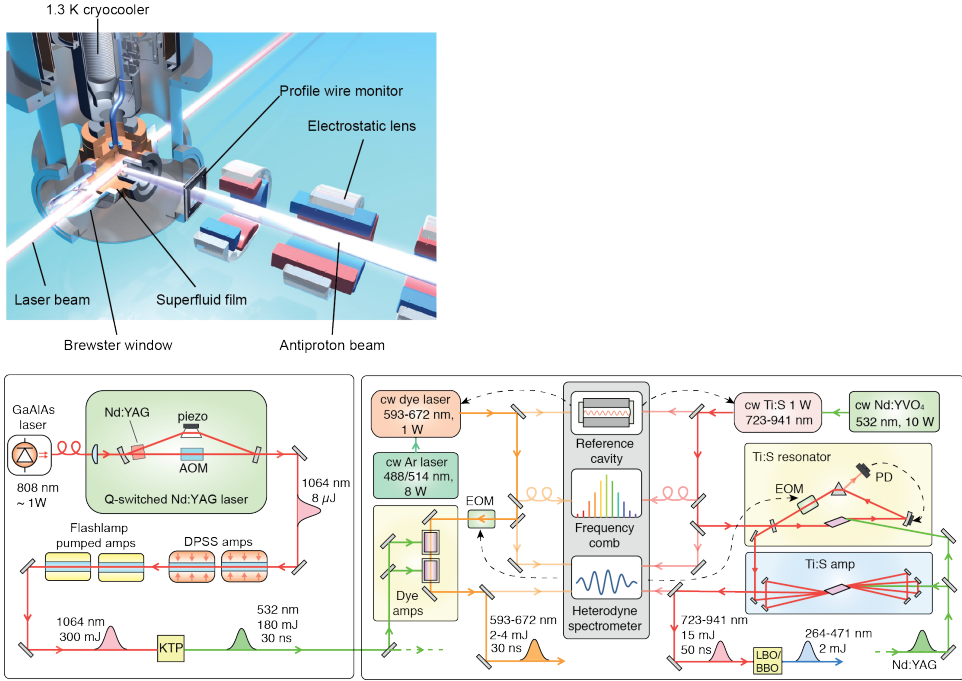 1.3 K cryocooler
Profile wire monitor
Electrostatic lens
Laser beam
Superfluid film
Brewster window
Antiproton beam
GaAlAs
laser
808 nm
~ 1W
Nd:YAG
piezo
AOM
Q-switched Nd:YAG laser
1064 nm
8 µJ
Flashlamp
pumped amps
DPSS amps
1064 nm
300 mJ
KTP
532 nm
180 mJ
30 ns
cw dye laser
593-672 nm,
1 W
cw Ar laser
488/514 nm,
8 W
EOM
Dye
amps
593-672 nm
2-4 mJ
30 ns
Reference
cavity
Frequency
comb
Heterodyne
spectrometer
cw Ti:S 1 W
723-941 nm
cw Nd:YVO₄
532 nm, 10 W
Ti:S resonator
PD
EOM
Ti:S amp
723-941 nm
15 mJ
50 ns
LBO/
BBO
264-471 nm
2 mJ
Nd:YAG